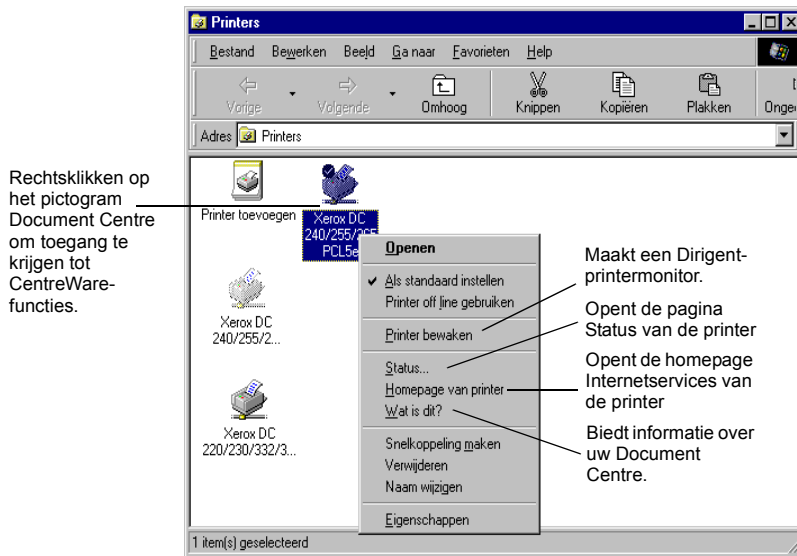 Printers
Bestand Bewerken Beeld Ga naar Favorieten Help
Vorige Volgende Omhoog Knippen Kopiëren Plakken
Adres Printers
Rechtsklikken op
het pictogram
Document Centre
om toegang te
krijgen tot
CentreWare-
functies.
Printer toevoegen
Xerox DC
240/255/265
PCL5e
Xerox DC
240/255/2...
Xerox DC
220/230/332/3...
Openen
Als standaard instellen
Printer off line gebruiken
Printer bewaken
Status...
Homepage van printer
Wat is dit?
Snelkoppeling maken
Verwijderen
Naam wijzigen
Eigenschappen
Maakt een Dirigent-
printermonitor.
Opent de pagina
Status van de printer
Opent de homepage
Internetservices van
de printer
Biedt informatie over
uw Document
Centre.
1 item(s) geselecteerd